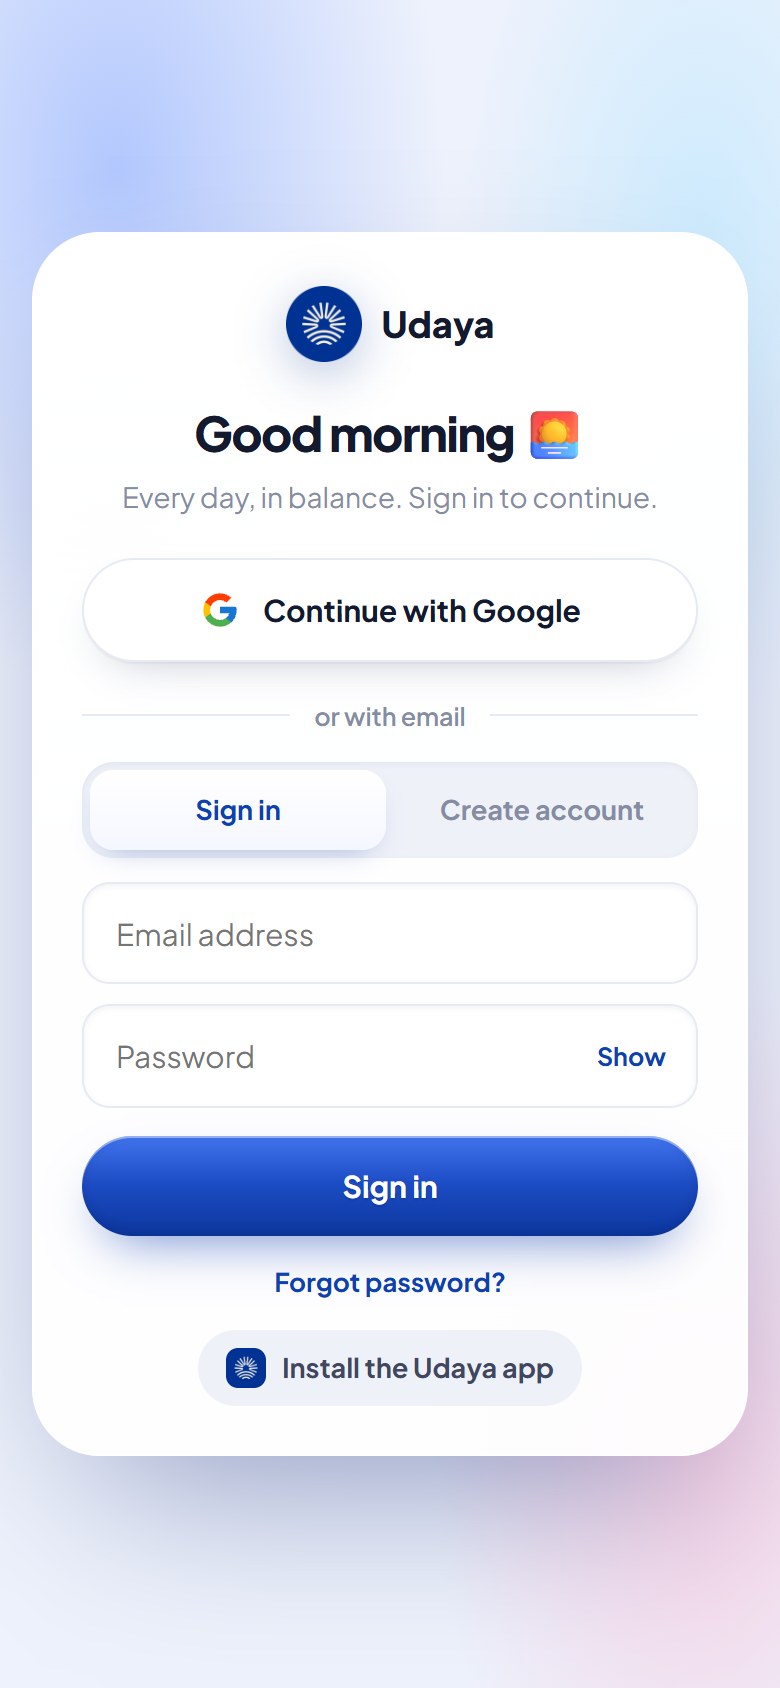 Udaya
Good morning 🌅
Every day, in balance. Sign in to continue.
Continue with Google
or with email
Sign in
Create account
Email address
Password
Show
Sign in
Forgot password?
Install the Udaya app